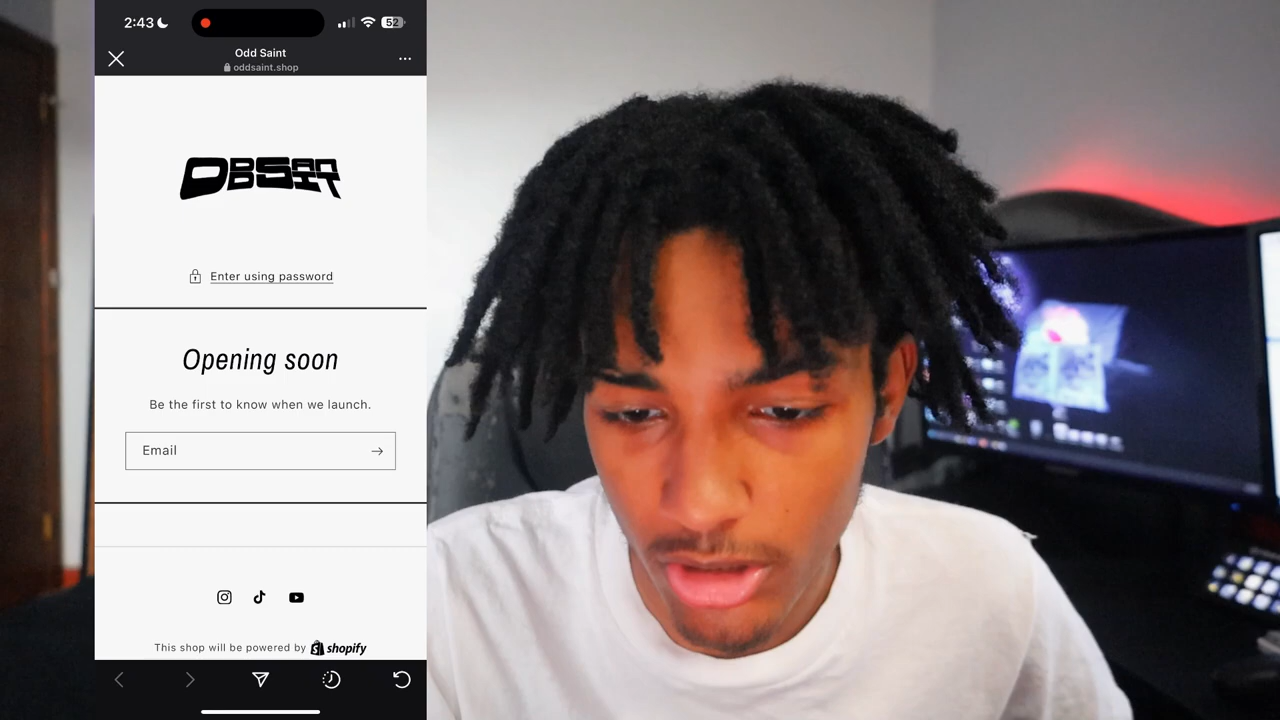 2:43
52
Odd Saint
oddsaint.shop
Enter using password
Opening soon
Be the first to know when we launch.
Email
This shop will be powered by shopify